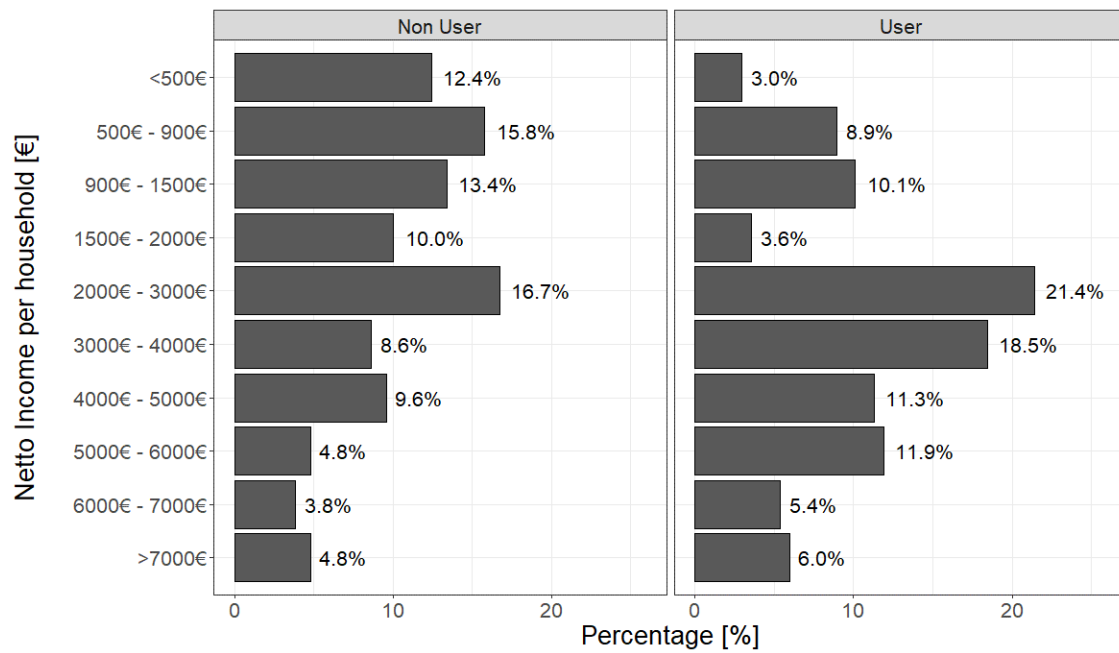 Non User
User
Netto Income per household [€]
<500€
12.4%
3.0%
500€ - 900€
15.8%
8.9%
900€ - 1500€
13.4%
10.1%
1500€ - 2000€
10.0%
3.6%
2000€ - 3000€
16.7%
21.4%
3000€ - 4000€
8.6%
18.5%
4000€ - 5000€
9.6%
11.3%
5000€ - 6000€
4.8%
11.9%
6000€ - 7000€
3.8%
5.4%
>7000€
4.8%
6.0%
0
10
20
0
10
20
Percentage [%]